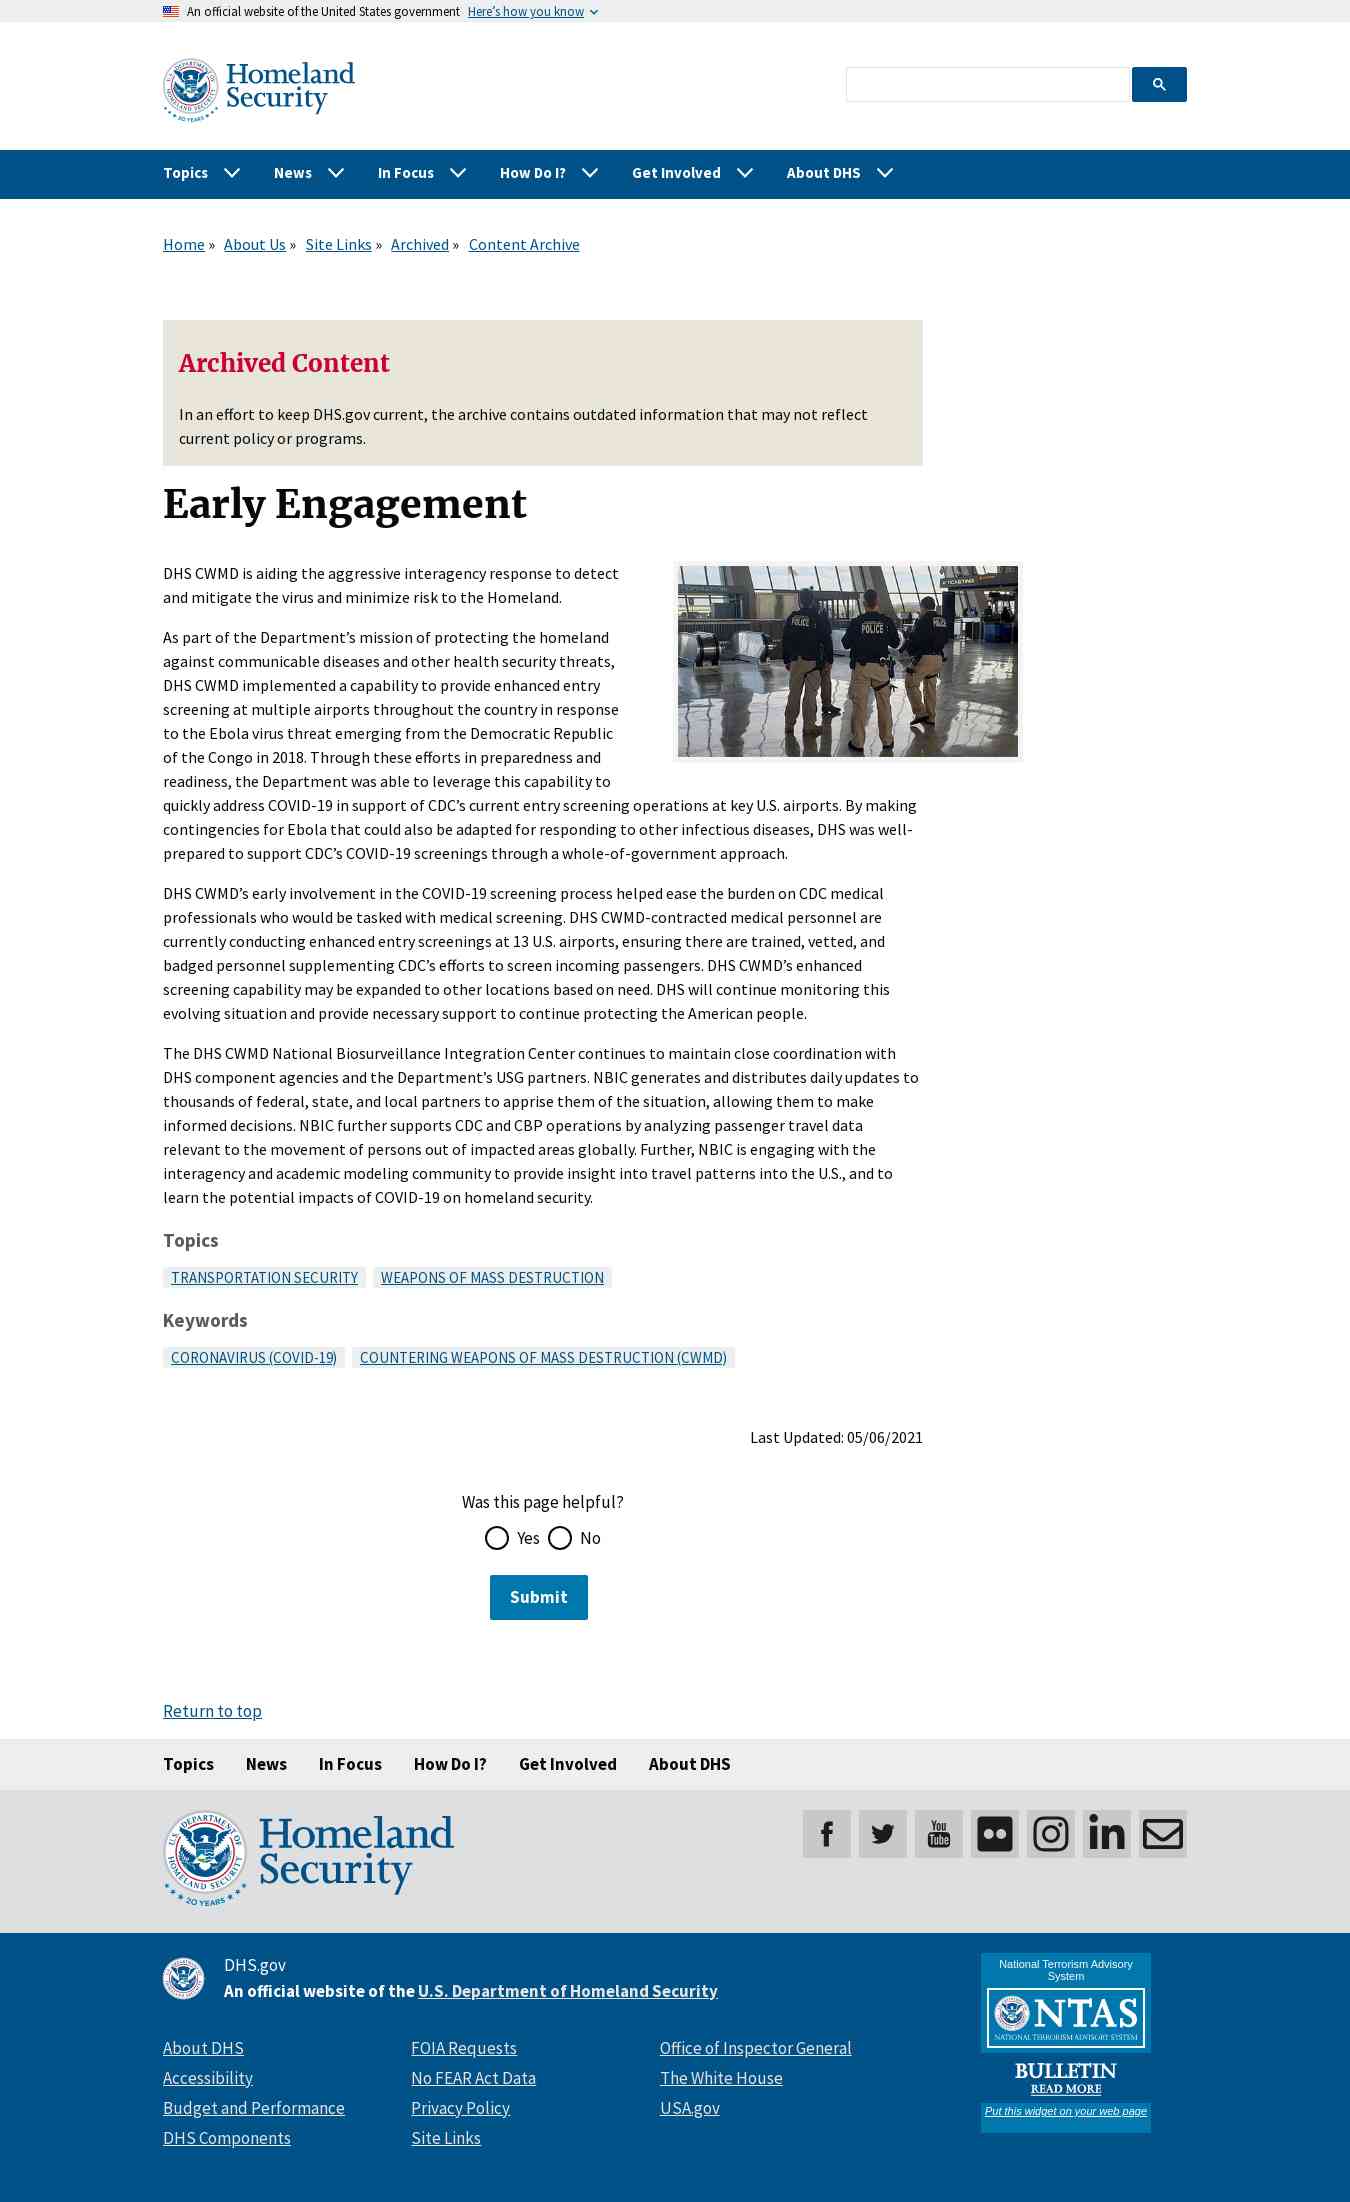 An official website of the United States government Here’s how you know
Homeland
Security
Topics News In Focus How Do I? Get Involved About DHS
Home » About Us » Site Links » Archived » Content Archive
Archived Content
In an effort to keep DHS.gov current, the archive contains outdated information that may not reflect
current policy or programs.
Early Engagement
DHS CWMD is aiding the aggressive interagency response to detect
and mitigate the virus and minimize risk to the Homeland.
POLICE POLICE POLICE
As part of the Department’s mission of protecting the homeland
against communicable diseases and other health security threats,
DHS CWMD implemented a capability to provide enhanced entry
screening at multiple airports throughout the country in response
to the Ebola virus threat emerging from the Democratic Republic
of the Congo in 2018. Through these efforts in preparedness and
readiness, the Department was able to leverage this capability to
quickly address COVID-19 in support of CDC’s current entry screening operations at key U.S. airports. By making
contingencies for Ebola that could also be adapted for responding to other infectious diseases, DHS was well-
prepared to support CDC’s COVID-19 screenings through a whole-of-government approach.
DHS CWMD’s early involvement in the COVID-19 screening process helped ease the burden on CDC medical
professionals who would be tasked with medical screening. DHS CWMD-contracted medical personnel are
currently conducting enhanced entry screenings at 13 U.S. airports, ensuring there are trained, vetted, and
badged personnel supplementing CDC’s efforts to screen incoming passengers. DHS CWMD’s enhanced
screening capability may be expanded to other locations based on need. DHS will continue monitoring this
evolving situation and provide necessary support to continue protecting the American people.
The DHS CWMD National Biosurveillance Integration Center continues to maintain close coordination with
DHS component agencies and the Department’s USG partners. NBIC generates and distributes daily updates to
thousands of federal, state, and local partners to apprise them of the situation, allowing them to make
informed decisions. NBIC further supports CDC and CBP operations by analyzing passenger travel data
relevant to the movement of persons out of impacted areas globally. Further, NBIC is engaging with the
interagency and academic modeling community to provide insight into travel patterns into the U.S., and to
learn the potential impacts of COVID-19 on homeland security.
Topics
TRANSPORTATION SECURITY WEAPONS OF MASS DESTRUCTION
Keywords
CORONAVIRUS (COVID-19) COUNTERING WEAPONS OF MASS DESTRUCTION (CWMD)
Last Updated: 05/06/2021
Was this page helpful?
Yes No
Submit
Return to top
Topics News In Focus How Do I? Get Involved About DHS
U.S. DEPARTMENT OF HOMELAND SECURITY
20 YEARS
Homeland
Security
You Tube
in
DHS.gov
An official website of the U.S. Department of Homeland Security
About DHS
Accessibility
Budget and Performance
DHS Components
FOIA Requests
No FEAR Act Data
Privacy Policy
Site Links
Office of Inspector General
The White House
USA.gov
National Terrorism Advisory
System
NTAS
NATIONAL TERRORISM ADVISORY SYSTEM
BULLETIN
READ MORE
Put this widget on your web page